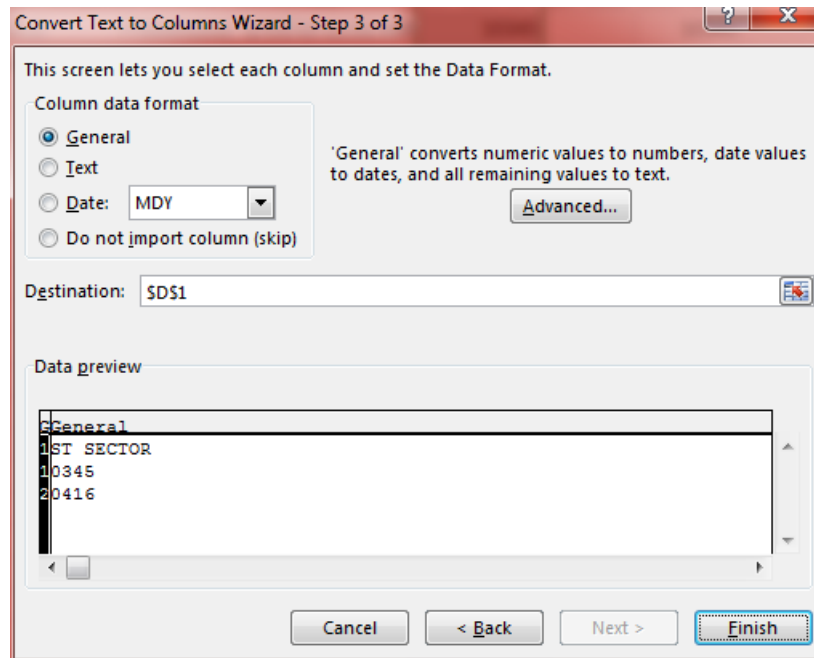 Convert Text to Columns Wizard - Step 3 of 3
?
X
This screen lets you select each column and set the Data Format.
Column data format
General
Text
Date: MDY
Do not import column (skip)
'General' converts numeric values to numbers, date values
to dates, and all remaining values to text.
Advanced...
Destination: $D$1
Data preview
GGeneral
1ST SECTOR
10345
20416
Cancel
< Back
Next >
Finish